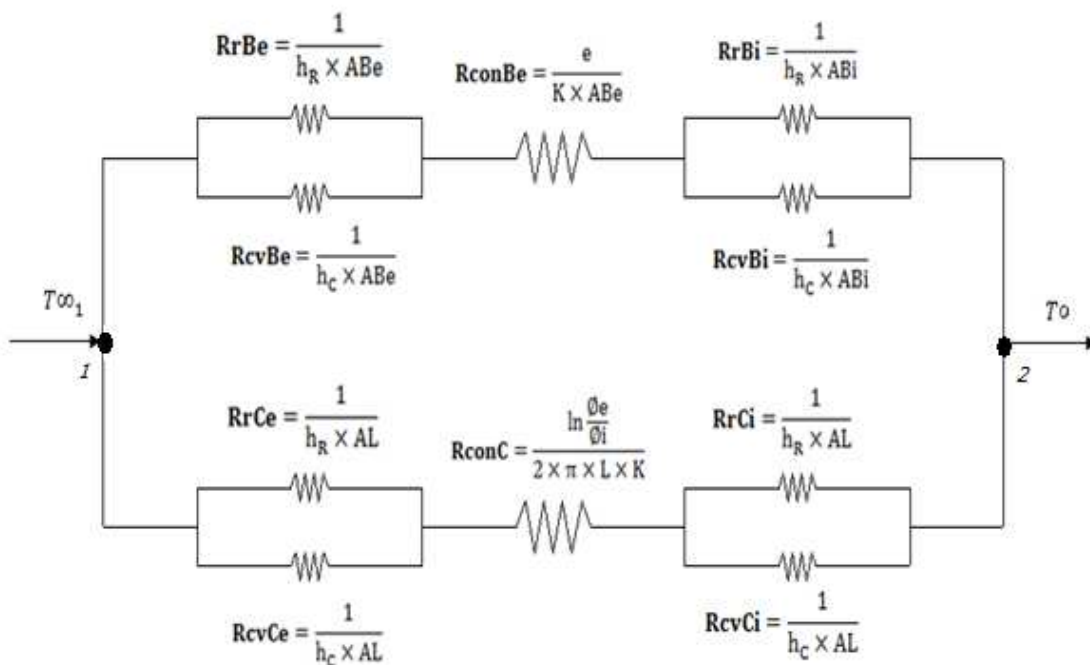 RrBe = 1 / (h_R × ABe)
RconBe = e / (K × ABe)
RrBi = 1 / (h_R × ABi)
RcvBe = 1 / (h_C × ABe)
RcvBi = 1 / (h_C × ABi)
T∞₁
To
1
2
RrCe = 1 / (h_R × AL)
RconC = ln (Øe / Øi) / (2 × π × L × K)
RrCi = 1 / (h_R × AL)
RcvCe = 1 / (h_C × AL)
RcvCi = 1 / (h_C × AL)